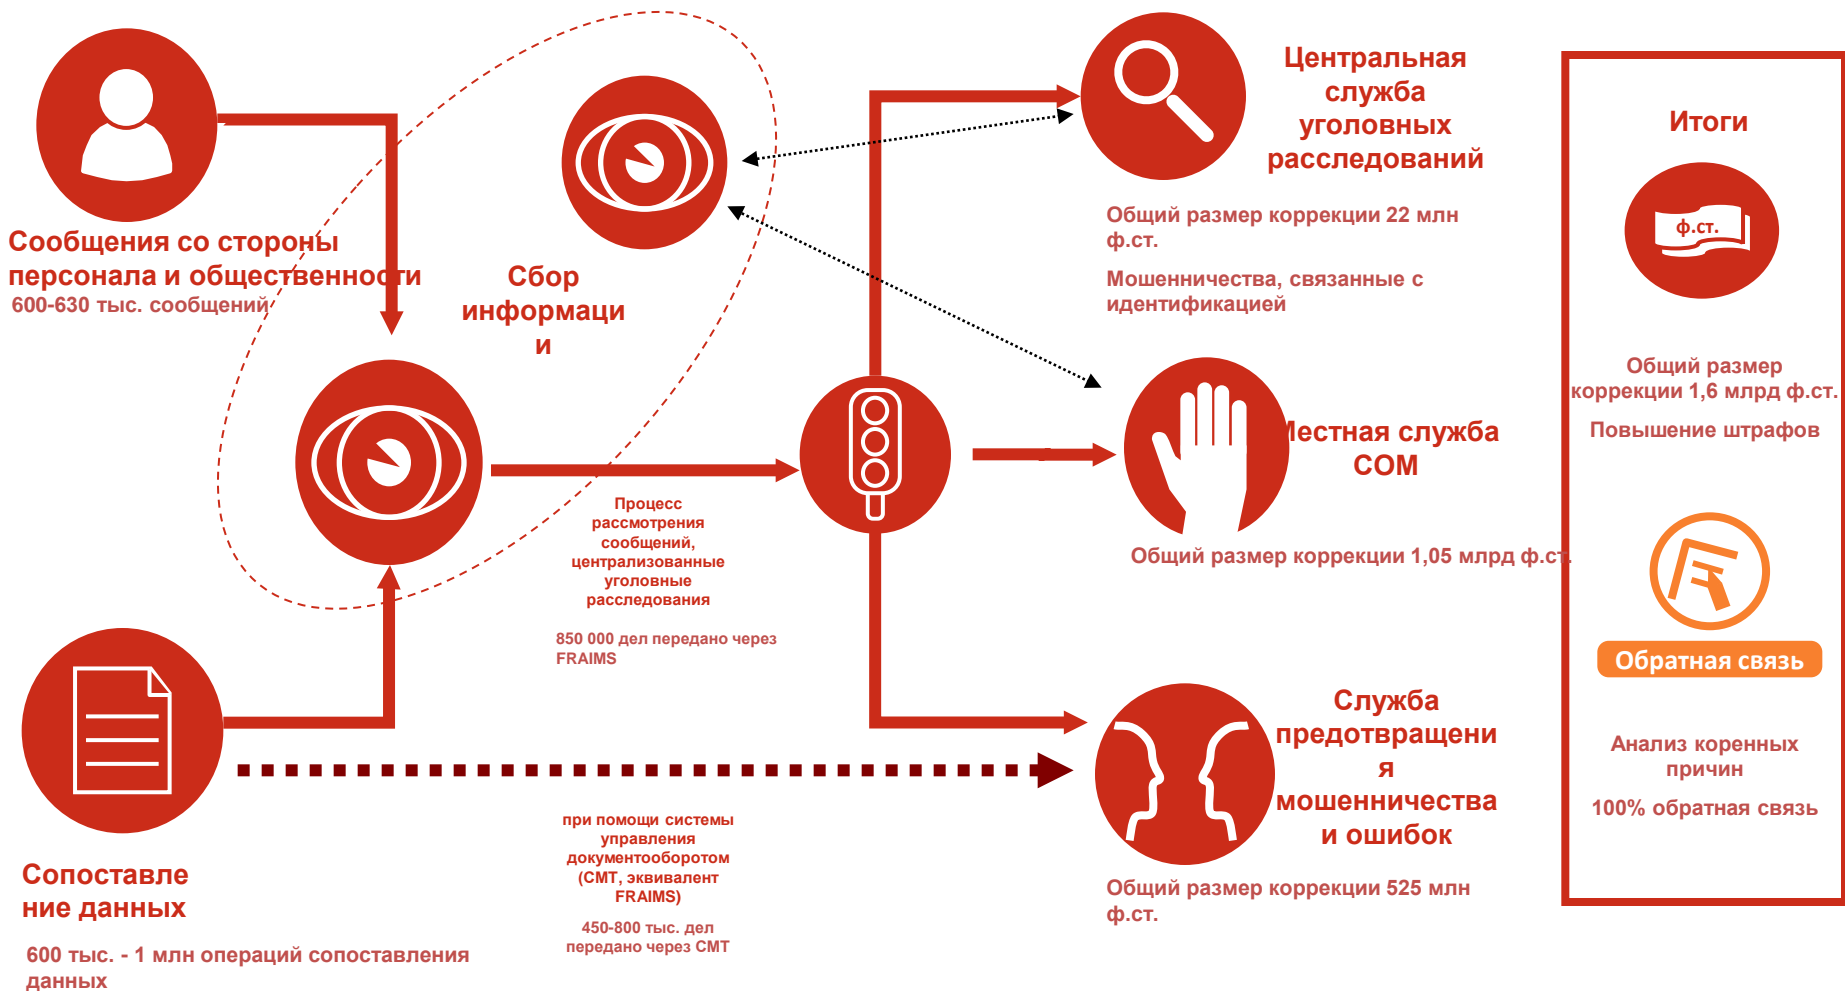 Сообщения со стороны
персонала и общественности
600-630 тыс. сообщений
Сбор
информаци
и
Процесс
рассмотрения
сообщений,
централизованные
уголовные
расследования
850 000 дел передано через
FRAIMS
Сопоставле
ние данных
600 тыс. - 1 млн операций сопоставления
данных
при помощи системы
управления
документооборотом
(СМТ, эквивалент
FRAIMS)
450-800 тыс. дел
передано через СМТ
Центральная
служба
уголовных
расследований
Общий размер коррекции 22 млн
ф.ст.
Мошенничества, связанные с
идентификацией
Местная служба
СОМ
Общий размер коррекции 1,05 млрд ф.ст.
Служба
предотвращени
я
мошенничества
и ошибок
Общий размер коррекции 525 млн
ф.ст.
Итоги
ф.ст.
Общий размер
коррекции 1,6 млрд ф.ст.
Повышение штрафов
Обратная связь
Анализ коренных
причин
100% обратная связь